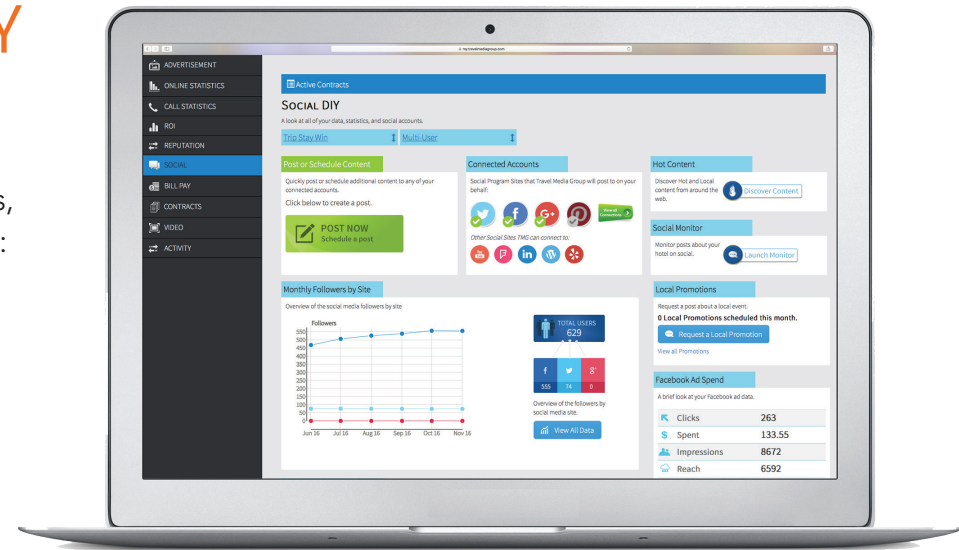 Y
s,
:
my.travelmediagroup.com
ADVERTISEMENT
ONLINE STATISTICS
CALL STATISTICS
ROI
REPUTATION
SOCIAL
BILL PAY
CONTRACTS
VIDEO
ACTIVITY
Active Contracts
SOCIAL DIY
A look at all of your data, statistics, and social accounts.
Trip Stay Win
Multi-User
Post or Schedule Content
Quickly post or schedule additional content to any of your
connected accounts.
Click below to create a post.
POST NOW
Schedule a post
Connected Accounts
Social Program Sites that Travel Media Group will post to on your
behalf:
G+
View all
Connections
Other Social Sites TMG can connect to:
You
Tube
in
Hot Content
Discover Hot and Local
content from around the
web.
Discover Content
Social Monitor
Monitor posts about your
hotel on social.
Launch Monitor
Monthly Followers by Site
Overview of the social media followers by site
Followers
550
500
450
400
350
300
250
200
150
100
50
0
Jun 16 Jul 16 Aug 16 Sep 16 Oct 16 Nov 16
TOTAL USERS
629
f
g+
555 74 0
Overview of the followers by
social media site.
View All Data
Local Promotions
Request a post about a local event.
0 Local Promotions scheduled this month.
Request a Local Promotion
View all Promotions
Facebook Ad Spend
A brief look at your Facebook ad data.
Clicks 263
$ Spent 133.55
Impressions 8672
Reach 6592